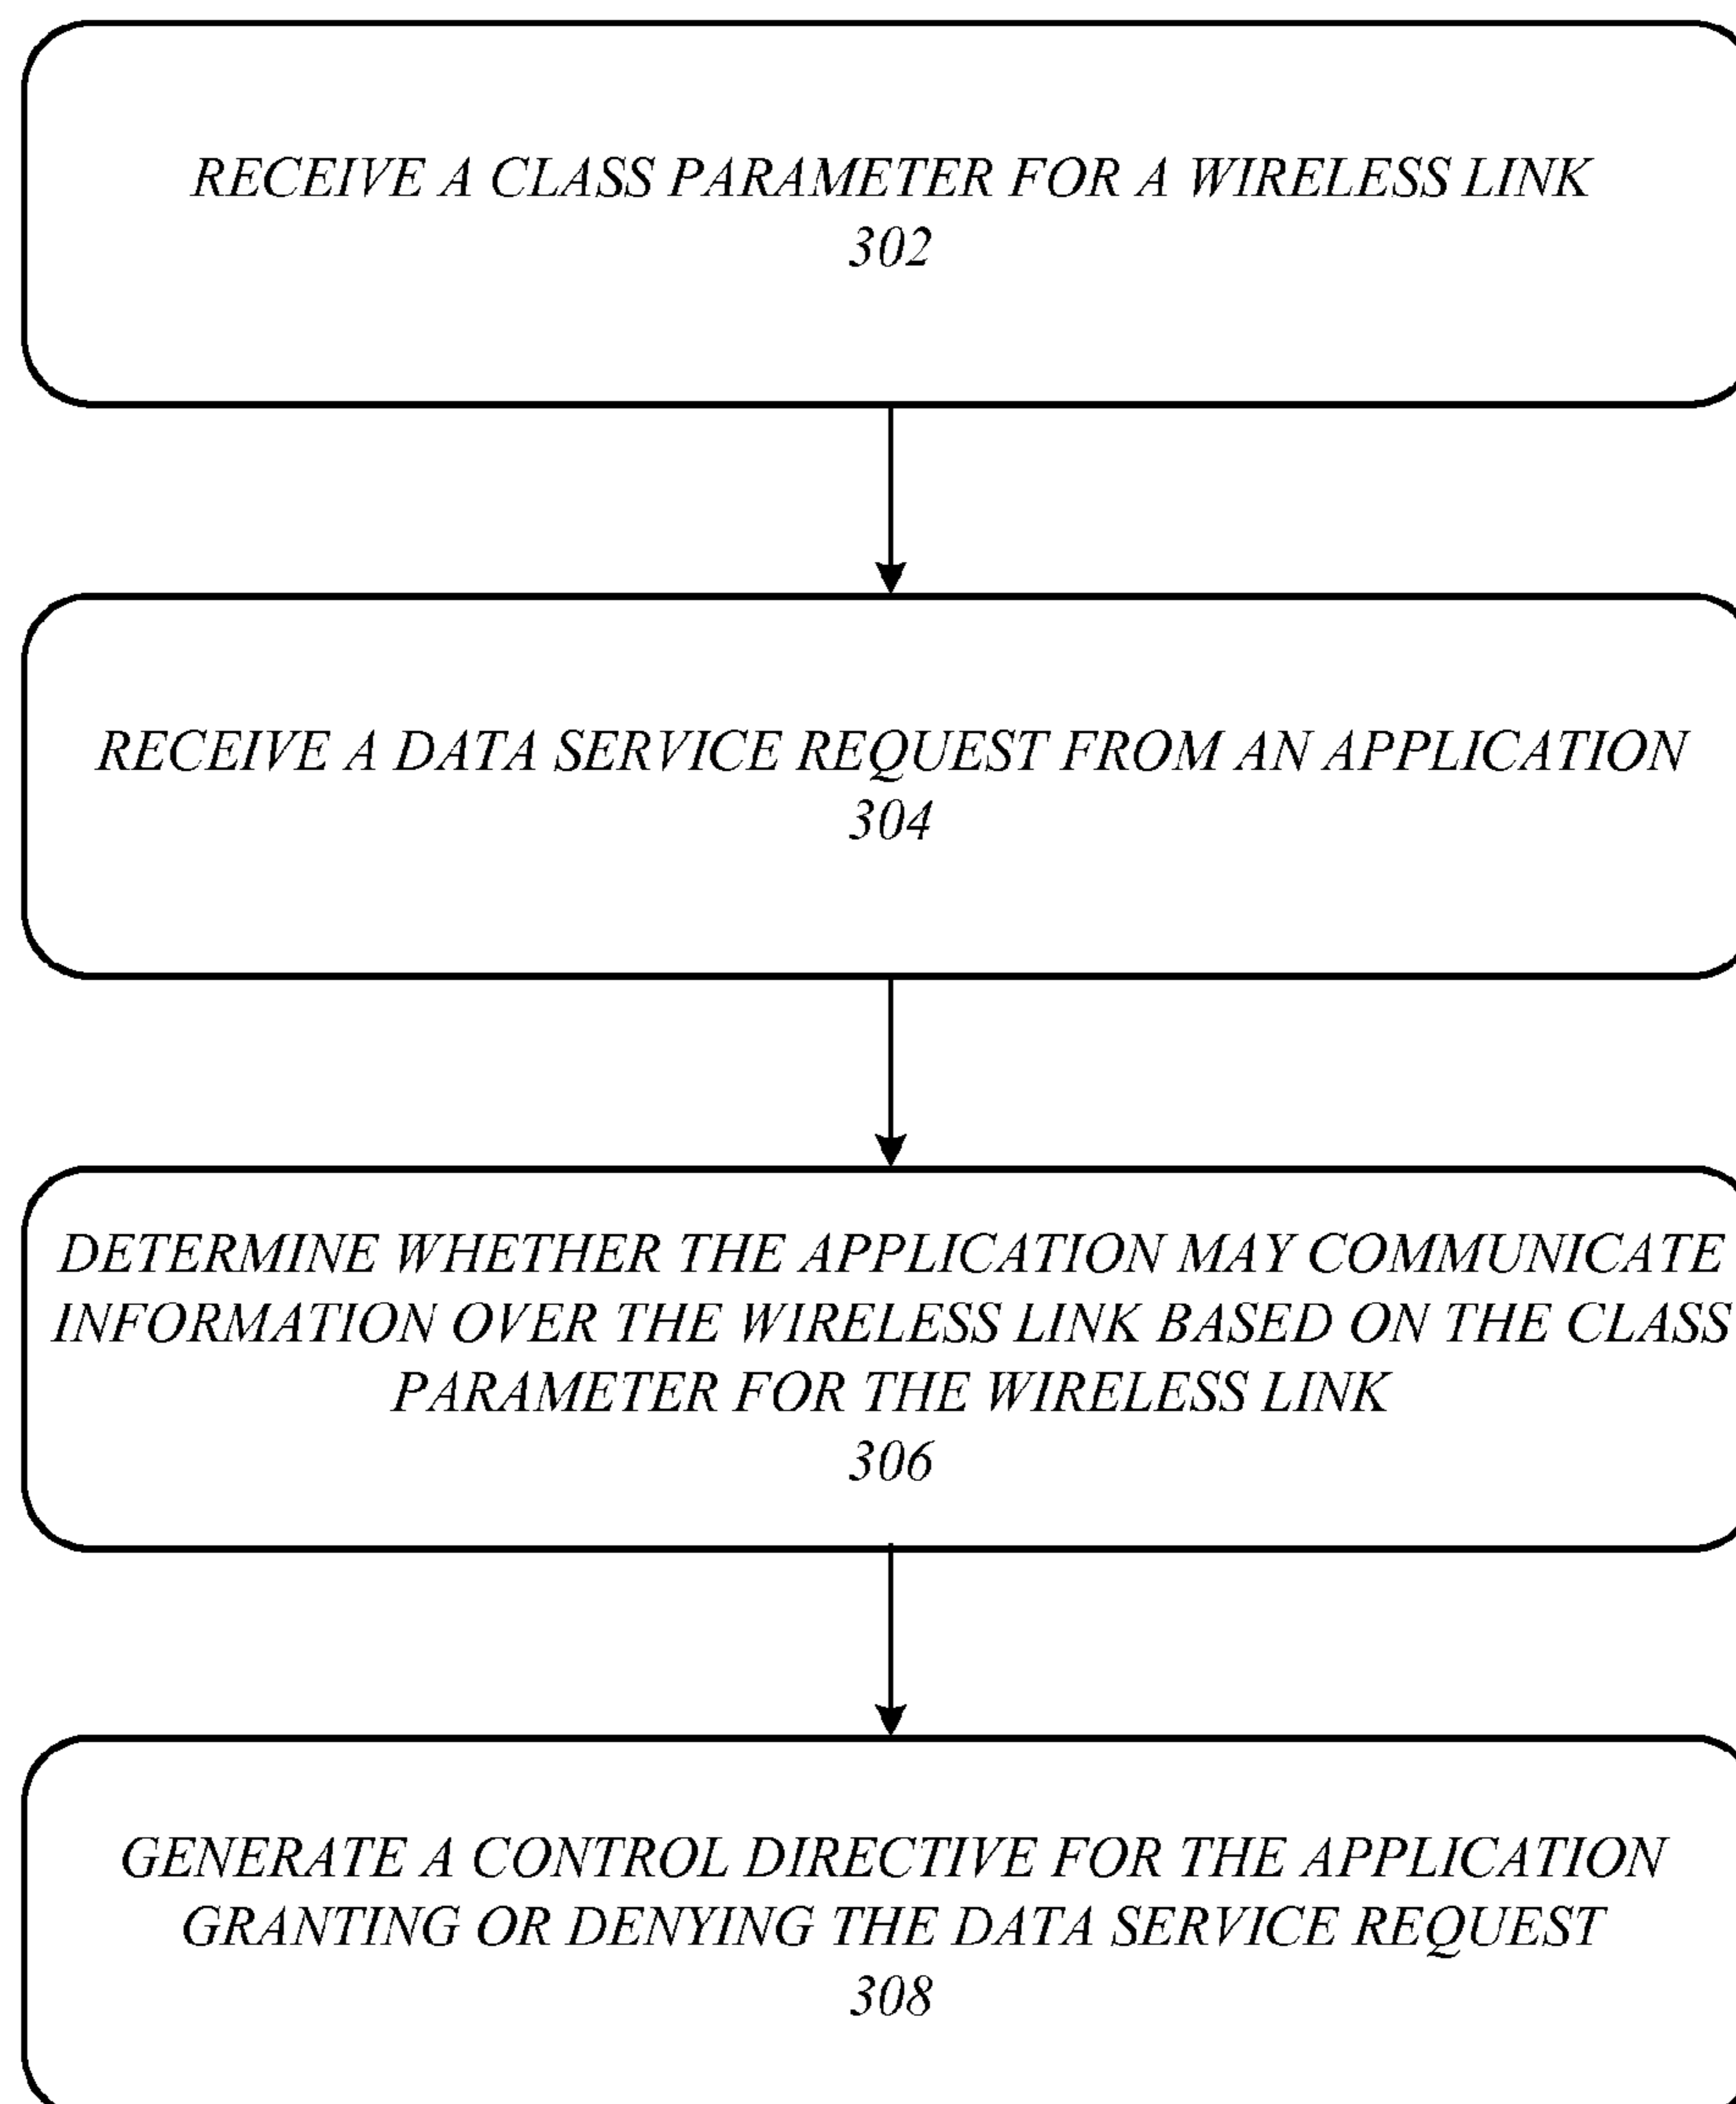 RECEIVE A CLASS PARAMETER FOR A WIRELESS LINK
302
RECEIVE A DATA SERVICE REQUEST FROM AN APPLICATION
304
DETERMINE WHETHER THE APPLICATION MAY COMMUNICATE
INFORMATION OVER THE WIRELESS LINK BASED ON THE CLASS
PARAMETER FOR THE WIRELESS LINK
306
GENERATE A CONTROL DIRECTIVE FOR THE APPLICATION
GRANTING OR DENYING THE DATA SERVICE REQUEST
308